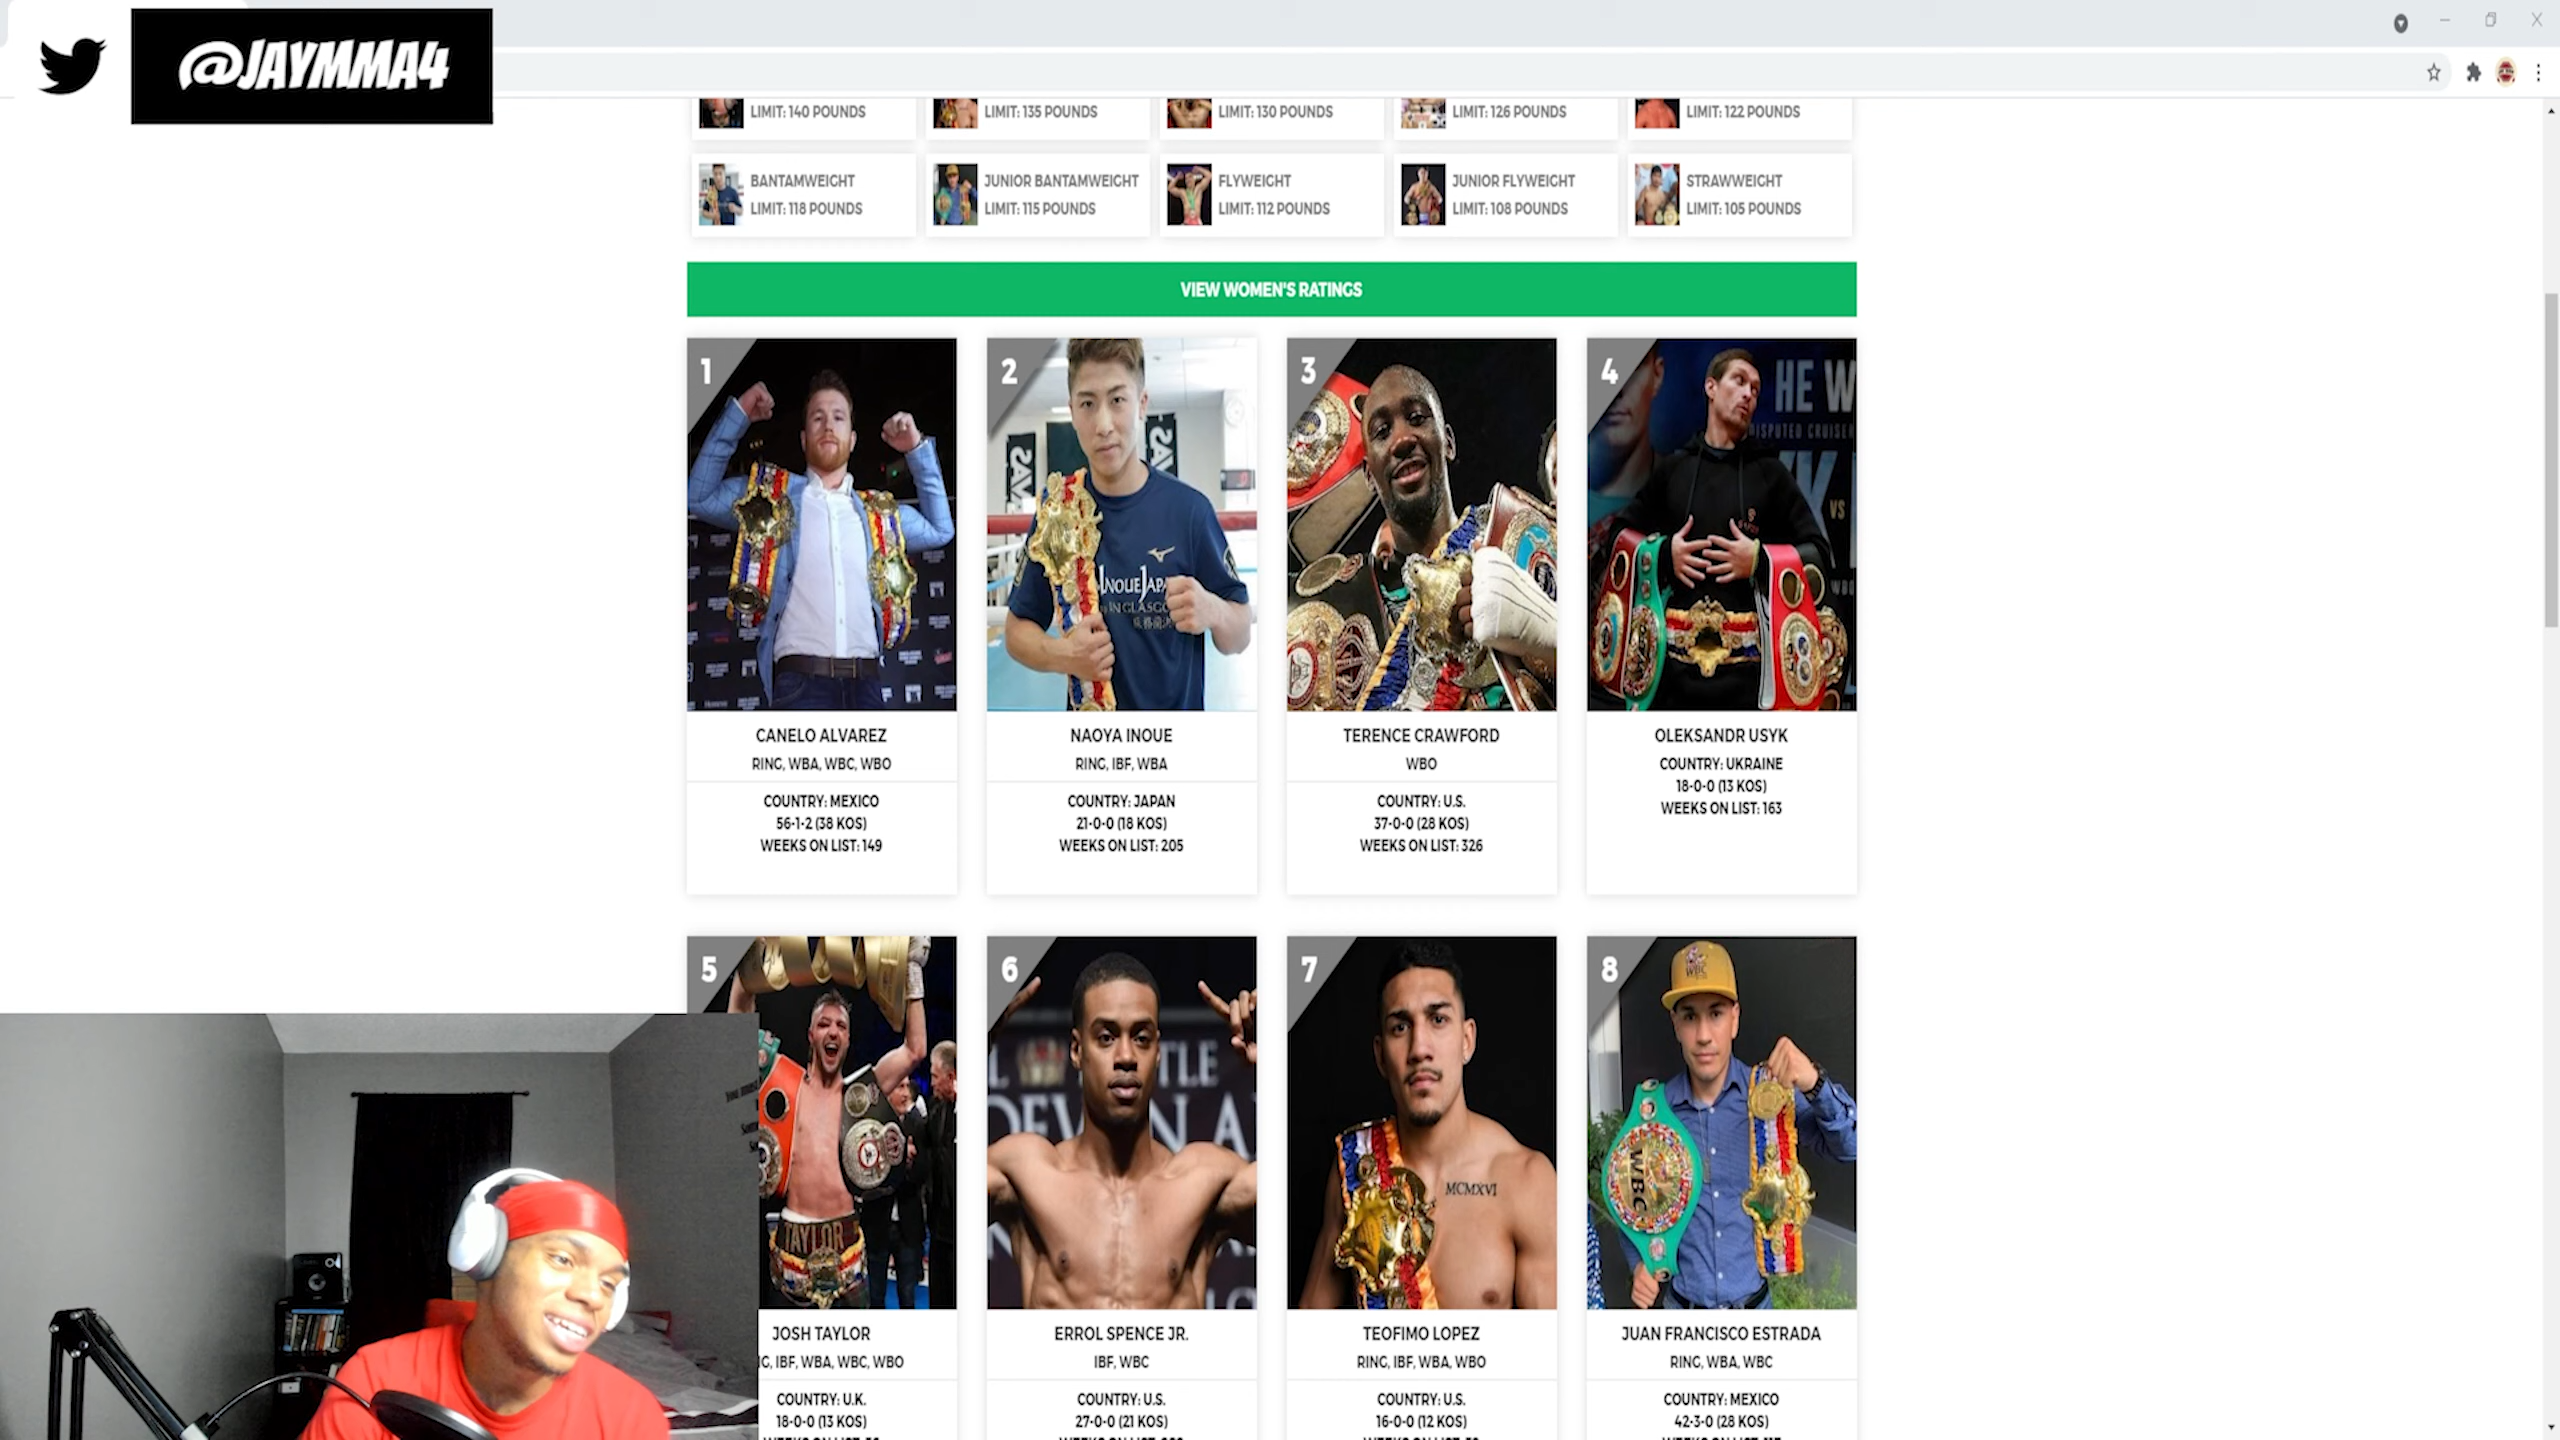 @JAYMMA4
LIMIT: 140 POUNDS
LIMIT: 135 POUNDS
LIMIT: 130 POUNDS
LIMIT: 126 POUNDS
LIMIT: 122 POUNDS
BANTAMWEIGHT
LIMIT: 118 POUNDS
JUNIOR BANTAMWEIGHT
LIMIT: 115 POUNDS
FLYWEIGHT
LIMIT: 112 POUNDS
JUNIOR FLYWEIGHT
LIMIT: 108 POUNDS
STRAWWEIGHT
LIMIT: 105 POUNDS
VIEW WOMEN'S RATINGS
1
CANELO ALVAREZ
RING, WBA, WBC, WBO
COUNTRY: MEXICO
56-1-2 (38 KOS)
WEEKS ON LIST: 149
2
NAOYA INOUE
RING, IBF, WBA
COUNTRY: JAPAN
21-0-0 (18 KOS)
WEEKS ON LIST: 205
3
TERENCE CRAWFORD
WBO
COUNTRY: U.S.
37-0-0 (28 KOS)
WEEKS ON LIST: 326
4
HE W
VS
OLEKSANDR USYK
COUNTRY: UKRAINE
18-0-0 (13 KOS)
WEEKS ON LIST: 163
5
TAYLOR
JOSH TAYLOR
IBF, WBA, WBC, WBO
COUNTRY: U.K.
18-0-0 (13 KOS)
6
ERROL SPENCE JR.
IBF, WBC
COUNTRY: U.S.
27-0-0 (21 KOS)
7
MCMXVI
TEOFIMO LOPEZ
RING, IBF, WBA, WBO
COUNTRY: U.S.
16-0-0 (12 KOS)
8
WBC
WBC
JUAN FRANCISCO ESTRADA
RING, WBA, WBC
COUNTRY: MEXICO
42-3-0 (28 KOS)